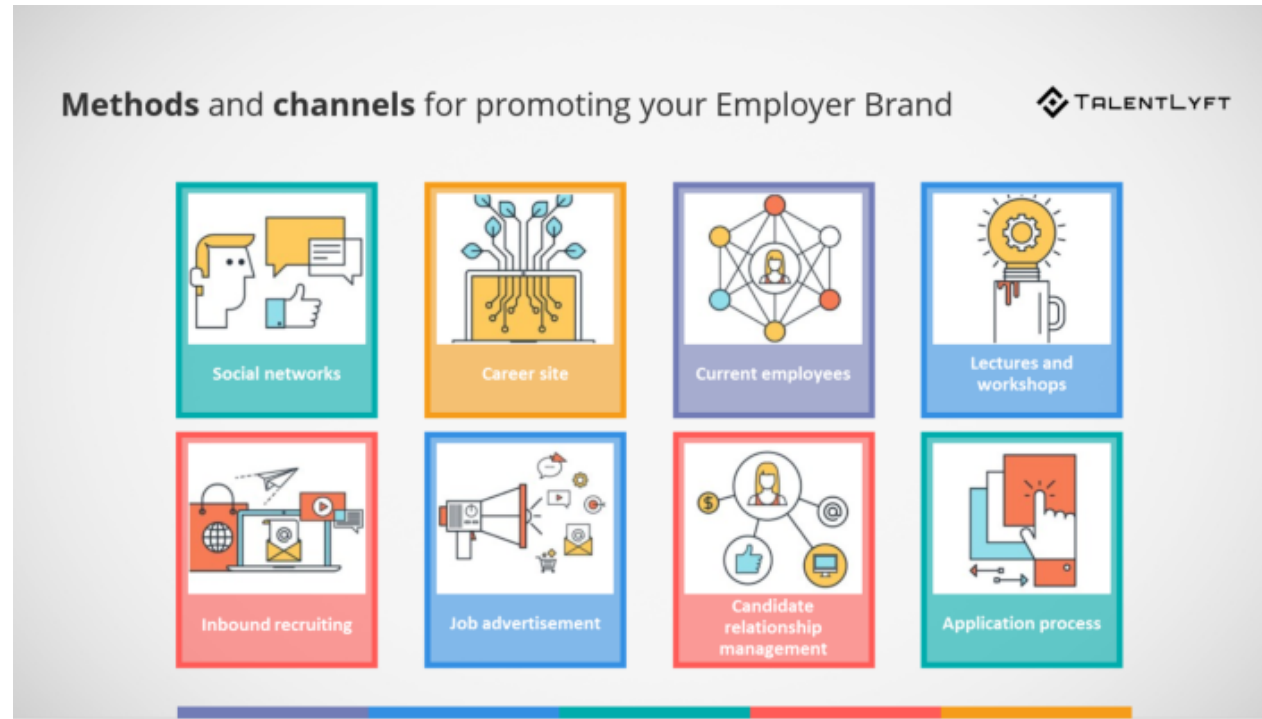 Methods and channels for promoting your Employer Brand
TALENTLYFT
Social networks
Career site
Current employees
Lectures and
workshops
Inbound recruiting
Job advertisement
Candidate
relationship
management
Application process